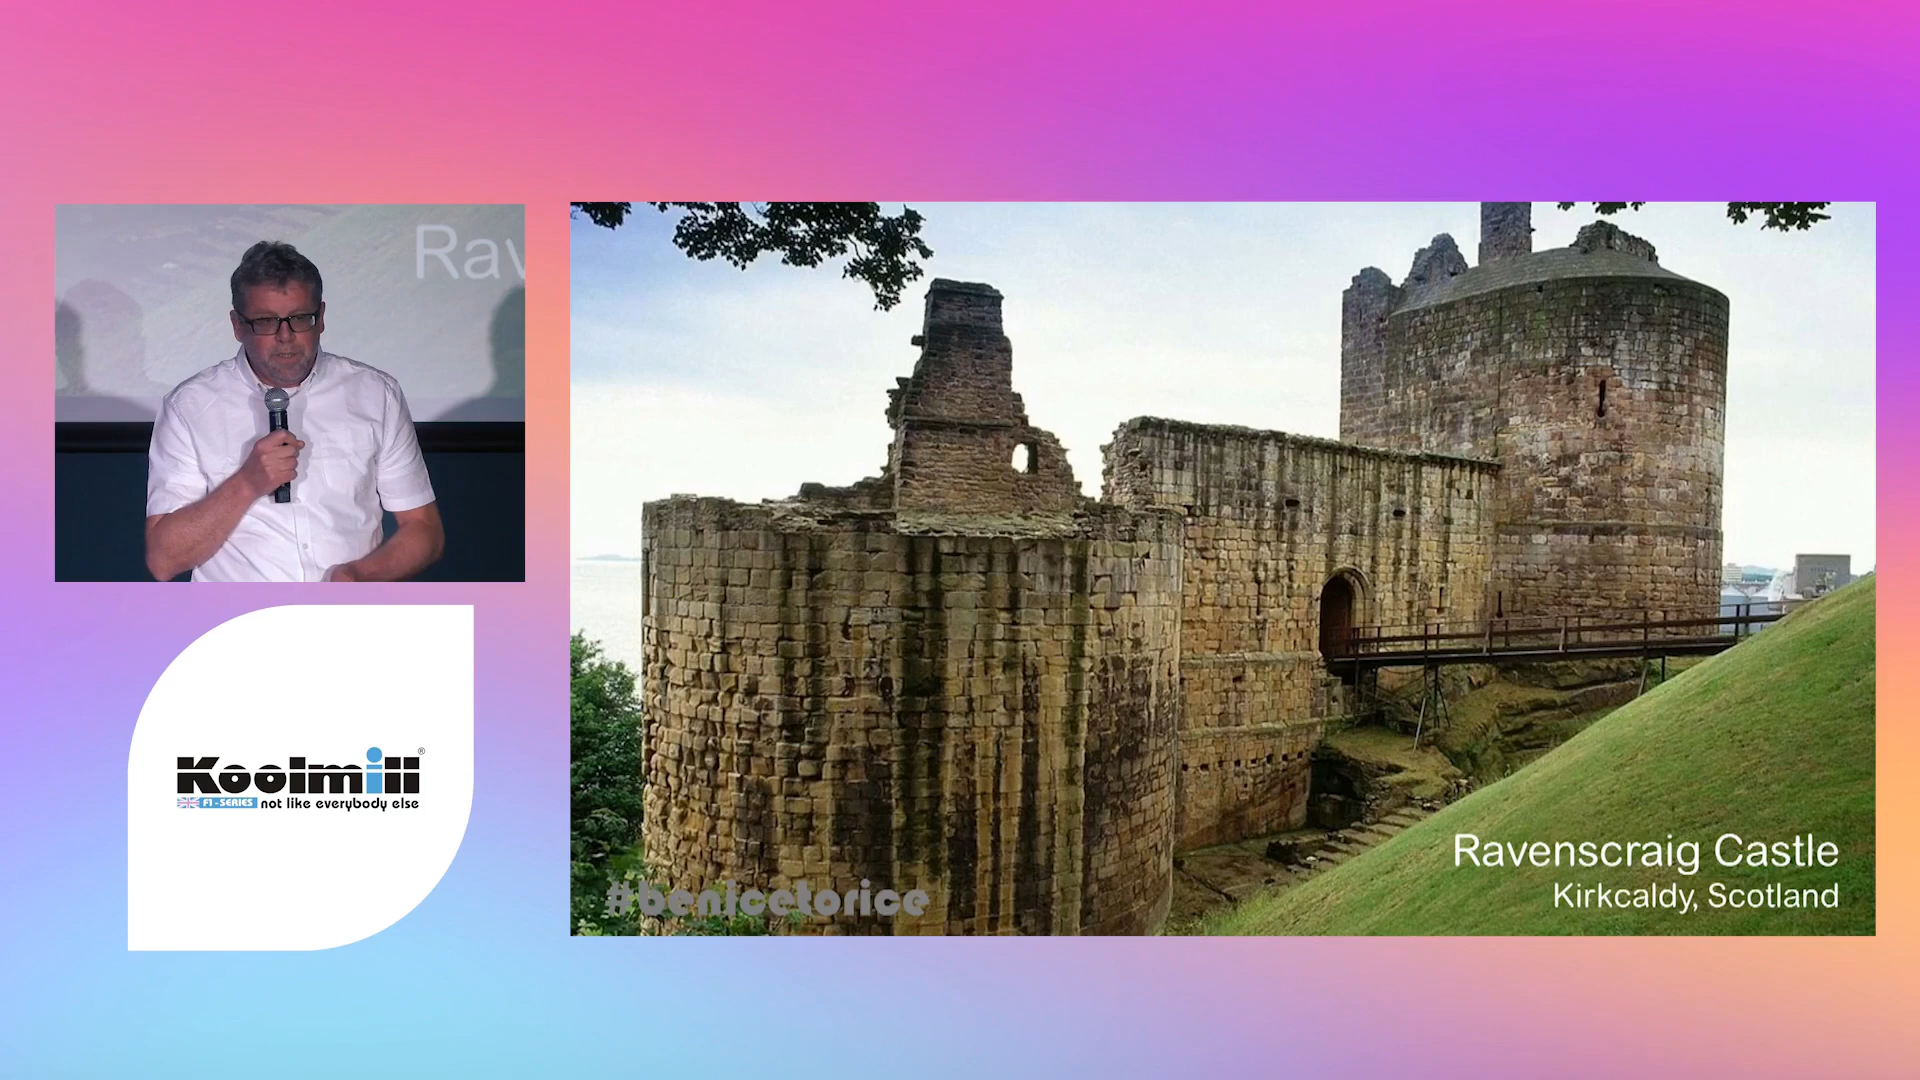 Rav
Koolmill®
F1-SERIES not like everybody else
#benicetorice
Ravenscraig Castle
Kirkcaldy, Scotland